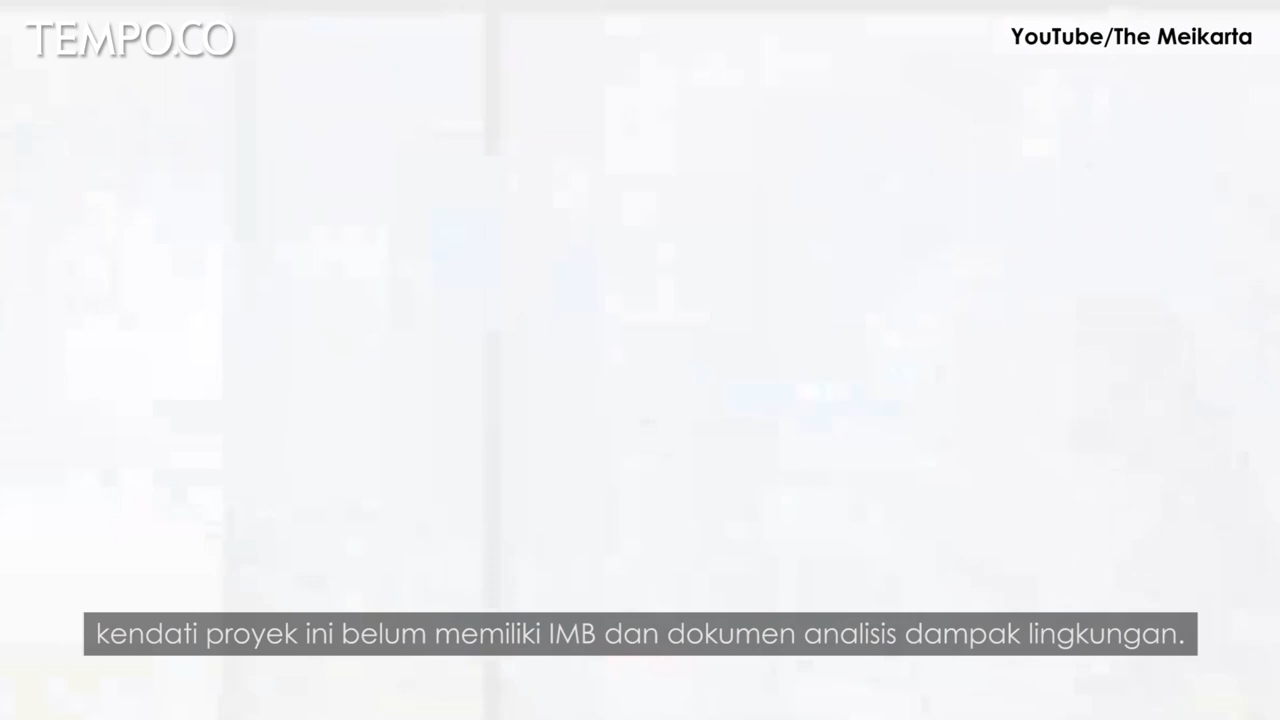 TEMPO.CO
YouTube/The Meikarta
kendati proyek ini belum memiliki IMB dan dokumen analisis dampak lingkungan.